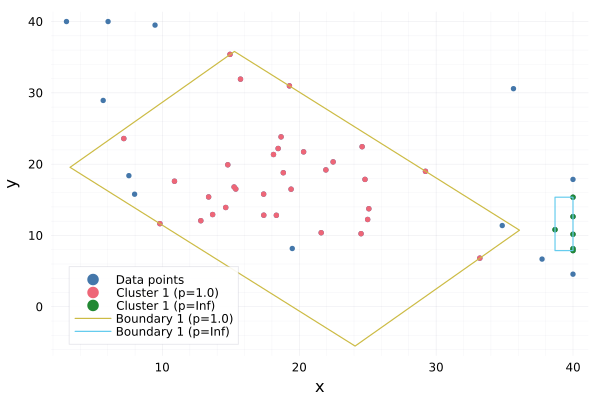 40
30
20
10
0
y
Data points
Cluster 1 (p=1.0)
Cluster 1 (p=Inf)
Boundary 1 (p=1.0)
Boundary 1 (p=Inf)
10
20
30
40
x